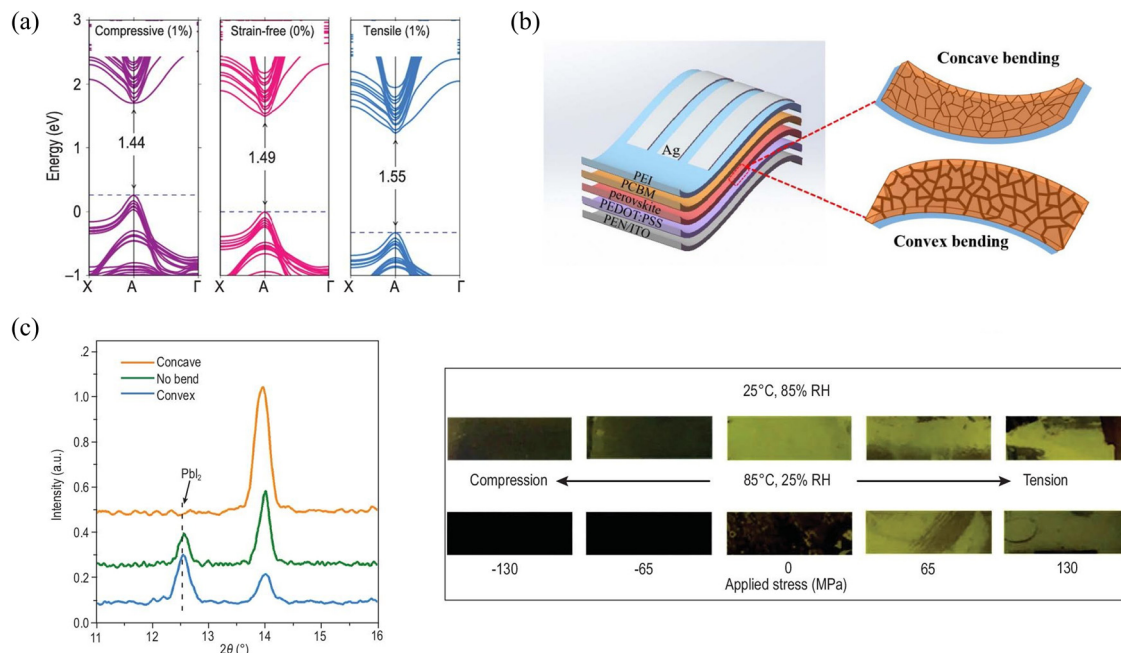 (a)
Compressive (1%)
Strain-free (0%)
Tensile (1%)
3
2
1
0
–1
Energy (eV)
1.44
1.49
1.55
X A Γ
X A Γ
X A Γ
(b)
Ag
PEI
PCBM
perovskite
PEDOT:PSS
PEN/ITO
Concave bending
Convex bending
(c)
Concave
No bend
Convex
PbI₂
Intensity (a.u.)
.2
1.0
0.8
0.6
0.4
0.2
0.0
11 12 13 14 15 16
2θ (°)
25°C, 85% RH
Compression
85°C, 25% RH
Tension
-130 -65 0 65 130
Applied stress (MPa)